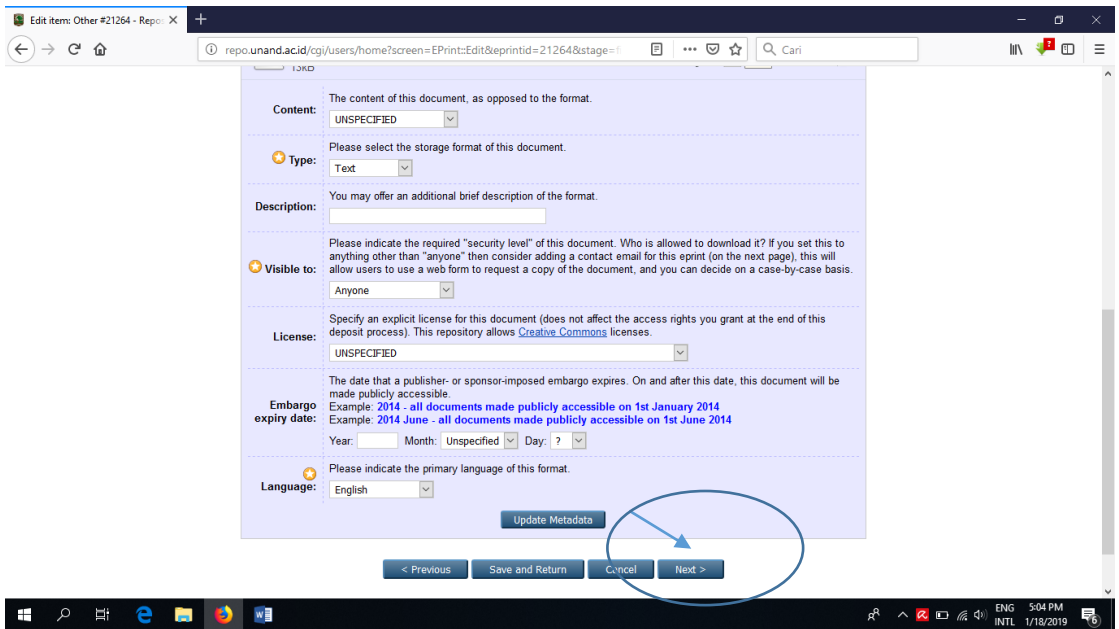 Edit item: Other #21264 - Repos
repo.unand.ac.id/cgi/users/home?screen=EPrint::Edit&eprintid=21264&stage=f
Cari
13kB
Content:
The content of this document, as opposed to the format.
UNSPECIFIED
Type:
Please select the storage format of this document.
Text
Description:
You may offer an additional brief description of the format.
Visible to:
Please indicate the required "security level" of this document. Who is allowed to download it? If you set this to
anything other than "anyone" then consider adding a contact email for this eprint (on the next page), this will
allow users to use a web form to request a copy of the document, and you can decide on a case-by-case basis.
Anyone
License:
Specify an explicit license for this document (does not affect the access rights you grant at the end of this
deposit process). This repository allows Creative Commons licenses.
UNSPECIFIED
Embargo
expiry date:
The date that a publisher- or sponsor-imposed embargo expires. On and after this date, this document will be
made publicly accessible.
Example: 2014 - all documents made publicly accessible on 1st January 2014
Example: 2014 June - all documents made publicly accessible on 1st June 2014
Year: Month: Unspecified Day: ?
Language:
Please indicate the primary language of this format.
English
Update Metadata
< Previous Save and Return Cancel Next >
ENG 5:04 PM
INTL 1/18/2019 6